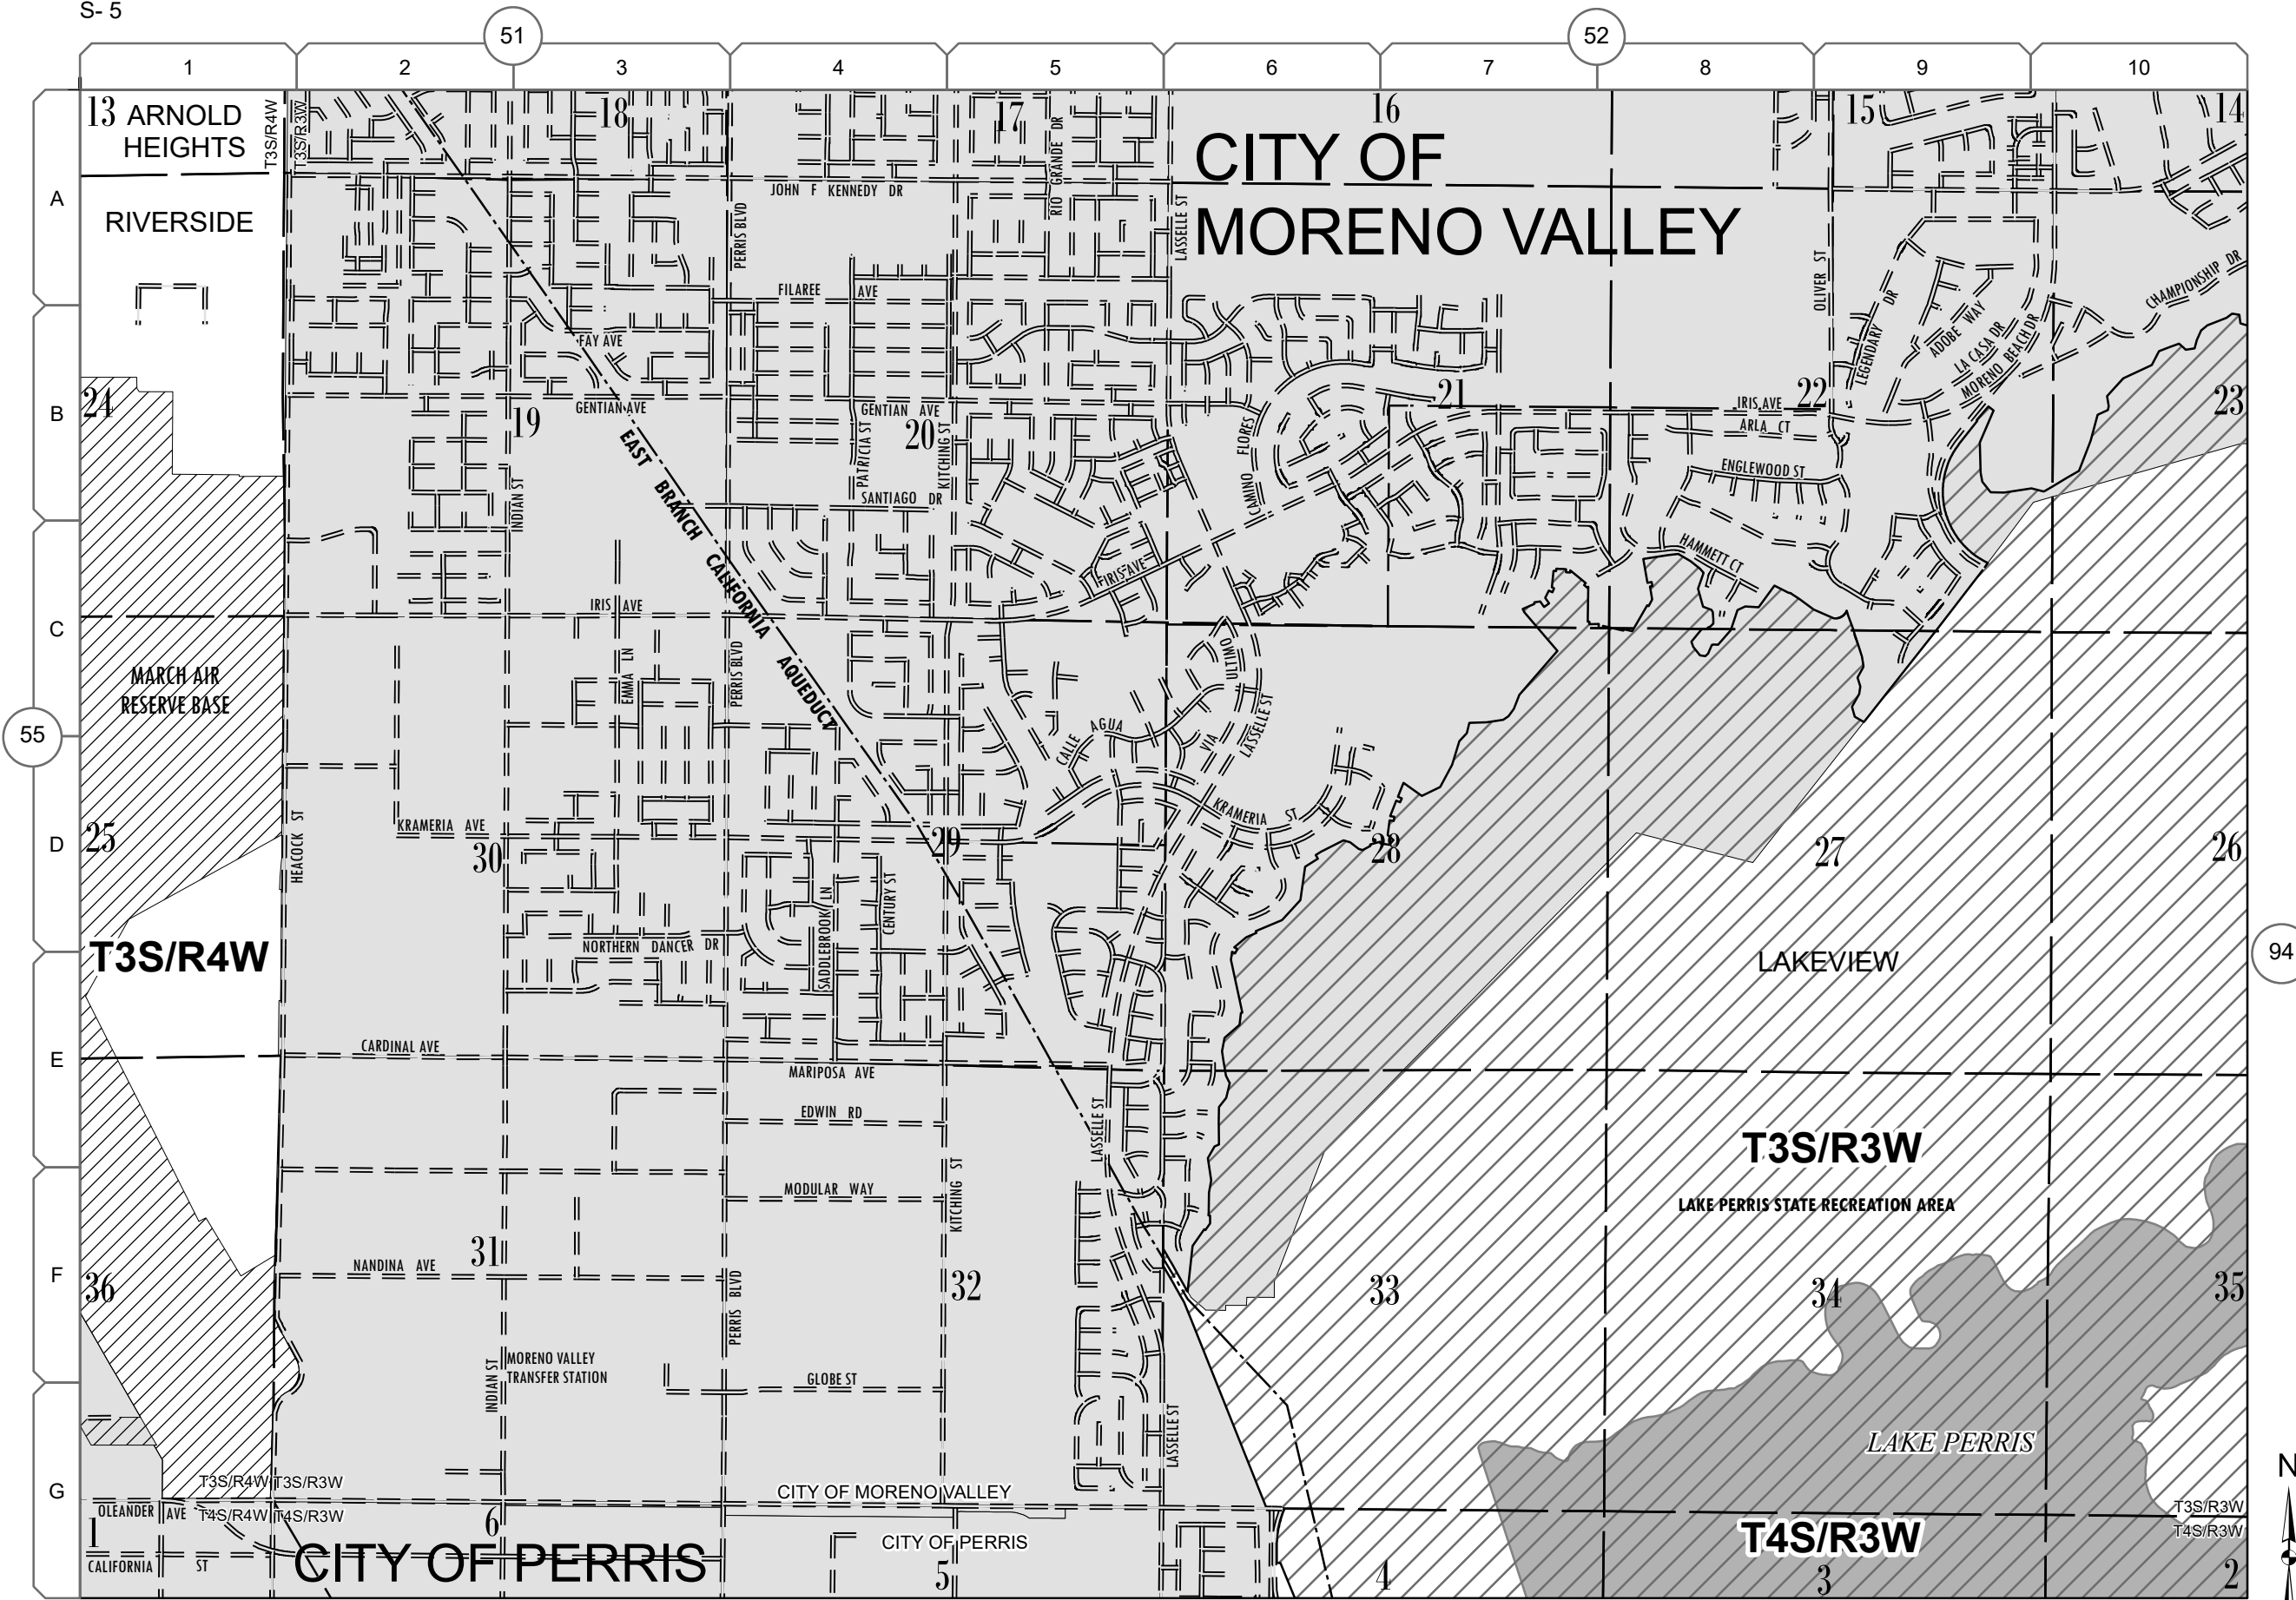 S- 5
51
52
1
2
3
4
5
6
7
8
9
10
A
B
C
D
E
F
G
55
94
13
ARNOLD
HEIGHTS
T3S/R4W
T3S/R3W
18
17
16
15
14
RIO GRANDE DR
CITY OF
MORENO VALLEY
JOHN F KENNEDY DR
RIVERSIDE
PERRIS BLVD
LASSELLE ST
OLIVER ST
LEGENDARY DR
CHAMPIONSHIP DR
FILAREE AVE
FAY AVE
ADOBE WAY
LA CASA DR
MORENO BEACH DR
24
19
GENTIAN AVE
GENTIAN AVE
20
21
IRIS AVE
22
23
ARLA CT
EAST BRANCH CALIFORNIA AQUEDUCT
PATRICIA ST
KITCHING ST
CAMINO FLORES
ENGLEWOOD ST
INDIAN ST
SANTIAGO DR
HAMMETT CT
IRIS AVE
IRIS AVE
MARCH AIR
RESERVE BASE
EMMA LN
PERRIS BLVD
VIA ULTIMO
LASSELLE ST
CALLE AGUA
KRAMERIA ST
25
HEACOCK ST
KRAMERIA AVE
30
29
28
27
26
CENTURY ST
SADDLEBROOK LN
NORTHERN DANCER DR
T3S/R4W
LAKEVIEW
CARDINAL AVE
MARIPOSA AVE
EDWIN RD
LASSELLE ST
T3S/R3W
LAKE PERRIS STATE RECREATION AREA
MODULAR WAY
KITCHING ST
36
NANDINA AVE
31
PERRIS BLVD
32
33
34
35
MORENO VALLEY
TRANSFER STATION
INDIAN ST
GLOBE ST
LASSELLE ST
LAKE PERRIS
N
T3S/R4W
T3S/R3W
CITY OF MORENO VALLEY
T3S/R3W
OLEANDER AVE
T4S/R4W
T4S/R3W
T4S/R3W
T4S/R3W
1
6
CITY OF PERRIS
CITY OF PERRIS
CALIFORNIA ST
5
4
3
2